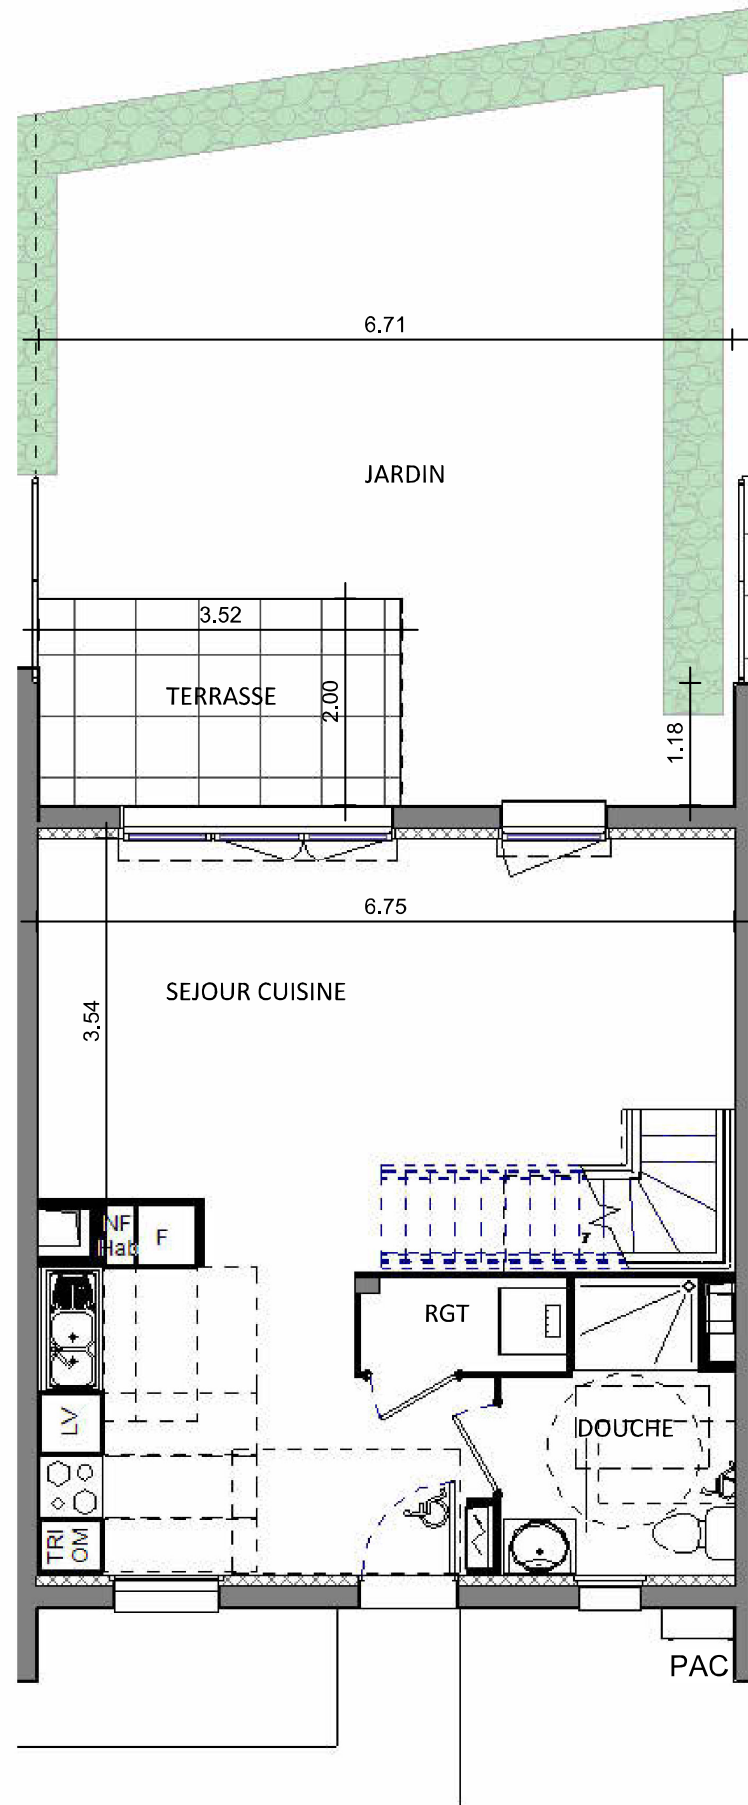 6.71
JARDIN
3.52
TERRASSE
2.00
1.18
6.75
SEJOUR CUISINE
3.54
NF
Hab
F
7
RGT
LV
DOUCHE
TRI
OM
PAC